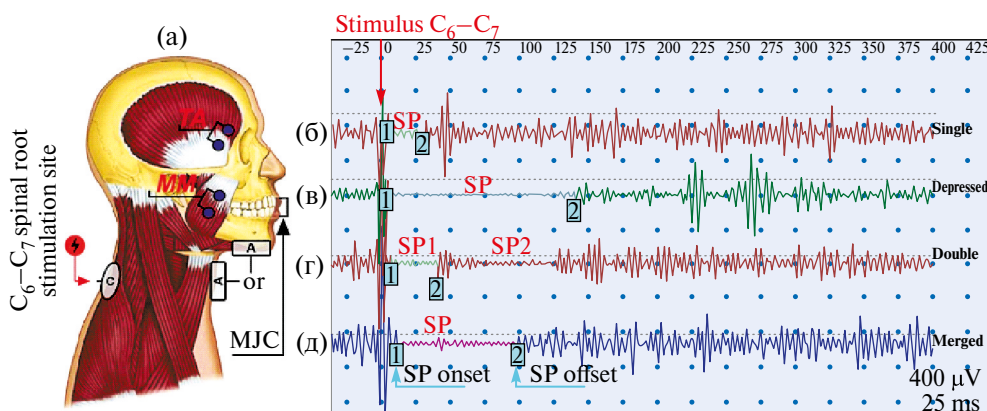 (а)
C₆–C₇ spinal root
stimulation site
TA
MM
C
A
or
A
MJC
Stimulus C₆–C₇
−25 0 25 50 75 100 125 150 175 200 225 250 275 300 325 350 375 400 425
(б) 1 SP 2 Single
(в) 1 SP 2 Depressed
(г) 1 SP1 2 SP2 Double
(д) 1 SP 2 Merged
SP onset SP offset
400 μV
25 ms